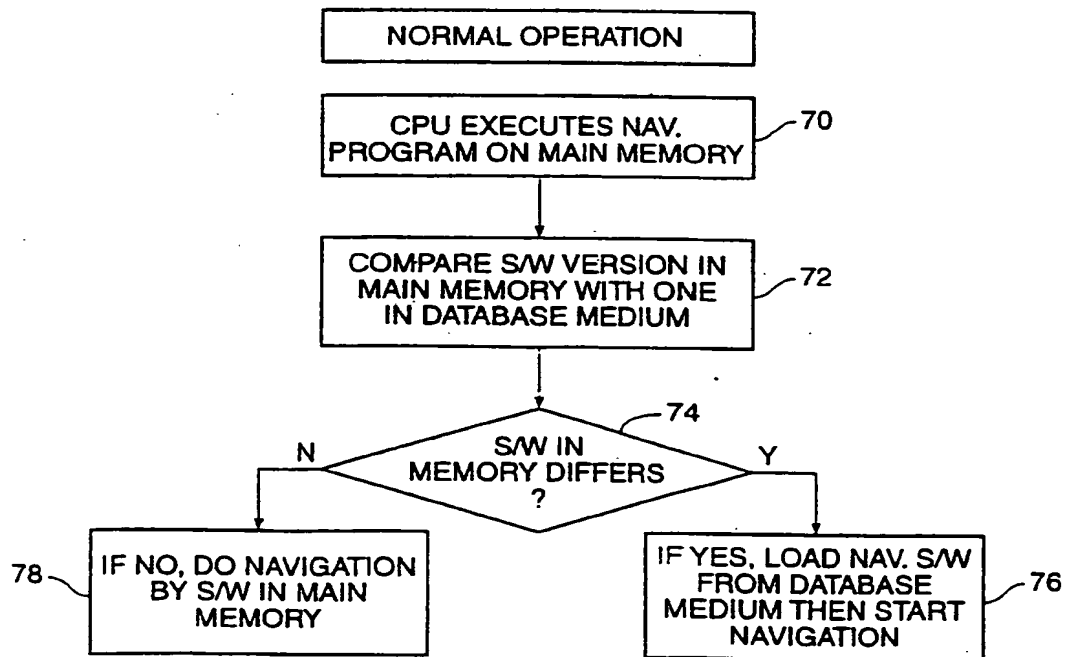 NORMAL OPERATION
CPU EXECUTES NAV.
PROGRAM ON MAIN MEMORY
70
COMPARE S/W VERSION IN
MAIN MEMORY WITH ONE
IN DATABASE MEDIUM
72
74
S/W IN
MEMORY DIFFERS
?
N
Y
78
IF NO, DO NAVIGATION
BY S/W IN MAIN
MEMORY
IF YES, LOAD NAV. S/W
FROM DATABASE
MEDIUM THEN START
NAVIGATION
76